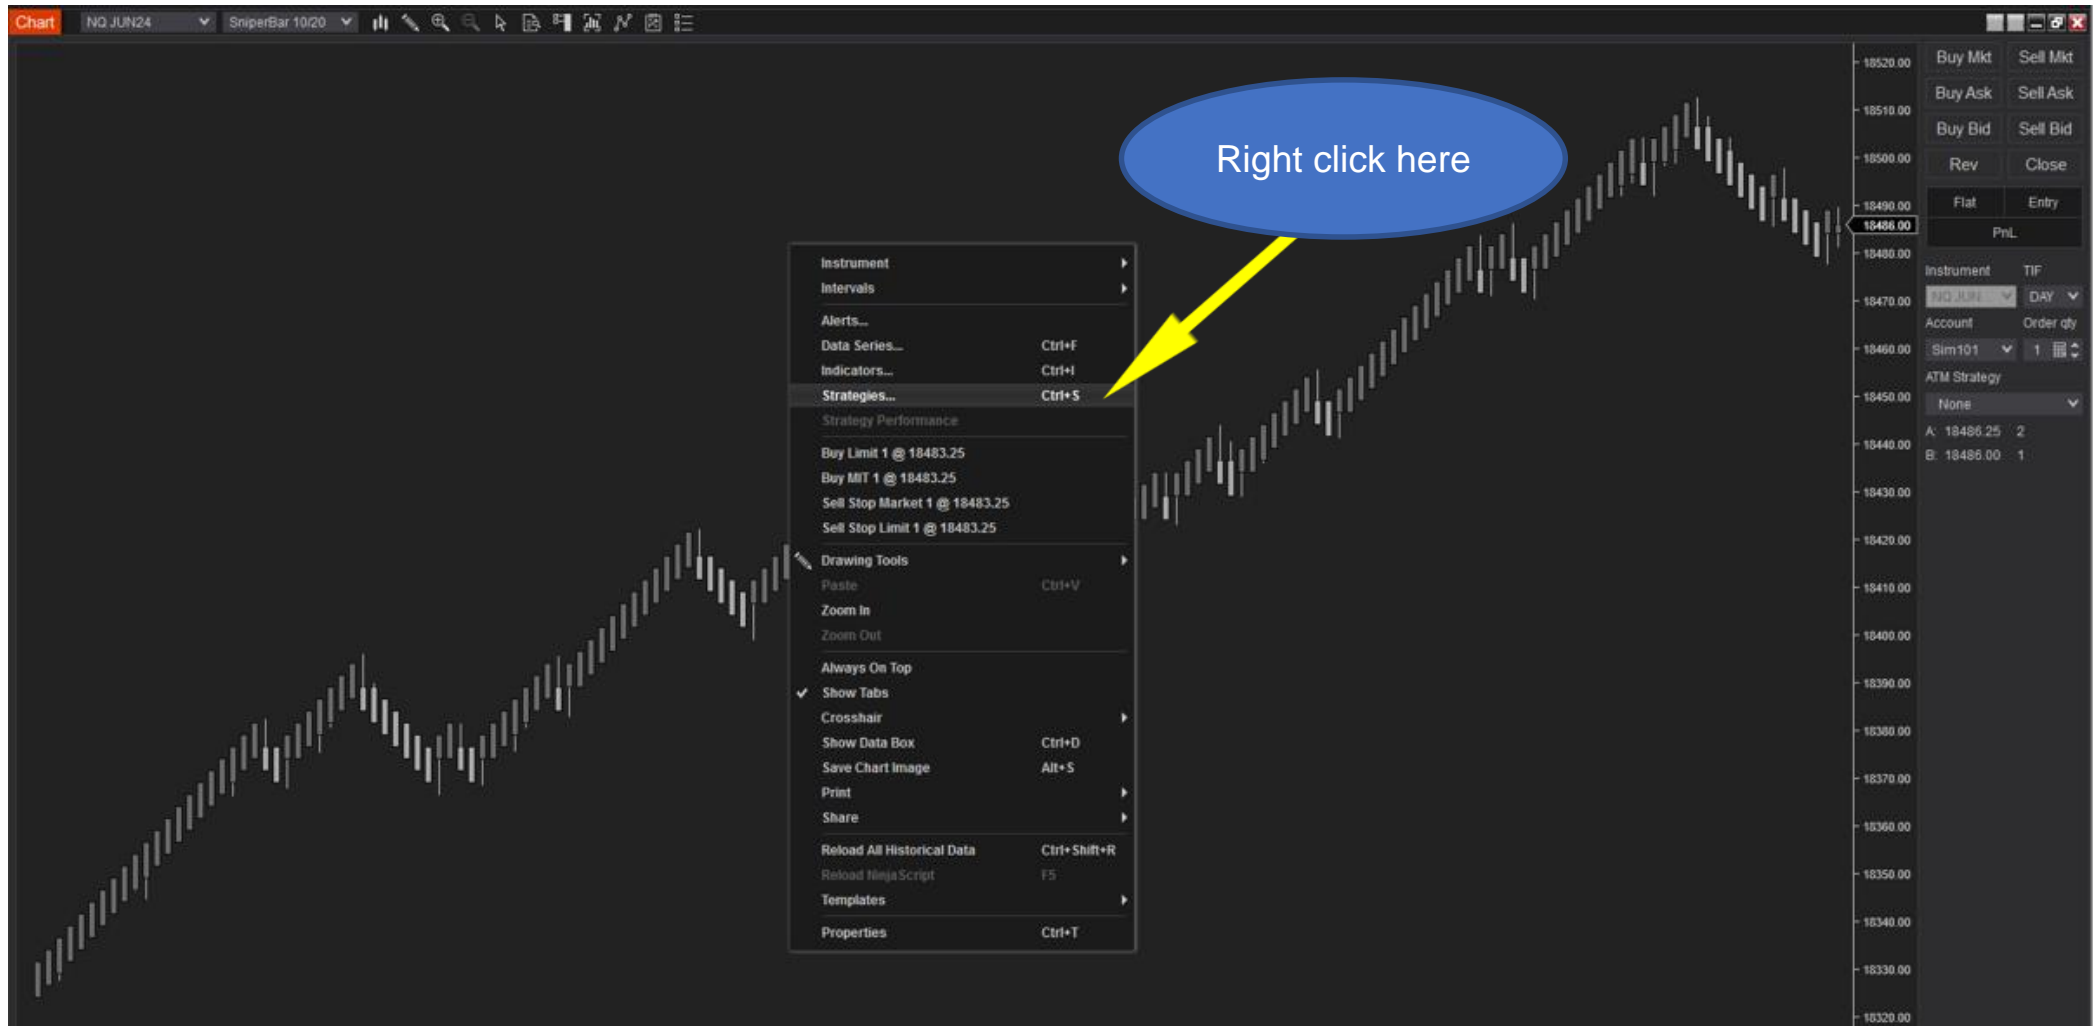 Chart NQ JUN24 SniperBar 10/20
Right click here
Instrument
Intervals
Alerts...
Data Series... Ctrl+F
Indicators... Ctrl+I
Strategies... Ctrl+S
Strategy Performance
Buy Limit 1 @ 18483.25
Buy MIT 1 @ 18483.25
Sell Stop Market 1 @ 18483.25
Sell Stop Limit 1 @ 18483.25
Drawing Tools
Paste Ctrl+V
Zoom In
Zoom Out
Always On Top
Show Tabs
Crosshair
Show Data Box Ctrl+D
Save Chart Image Alt+S
Print
Share
Reload All Historical Data Ctrl+Shift+R
Reload NinjaScript F5
Templates
Properties Ctrl+T
18520.00
18510.00
18500.00
18490.00
18486.00
18480.00
18470.00
18460.00
18450.00
18440.00
18430.00
18420.00
18410.00
18400.00
18390.00
18380.00
18370.00
18360.00
18350.00
18340.00
18330.00
18320.00
Buy Mkt Sell Mkt
Buy Ask Sell Ask
Buy Bid Sell Bid
Rev Close
Flat Entry
PnL
Instrument TIF
NQ JUN... DAY
Account Order qty
Sim101 1
ATM Strategy
None
A: 18486.25 2
B: 18486.00 1